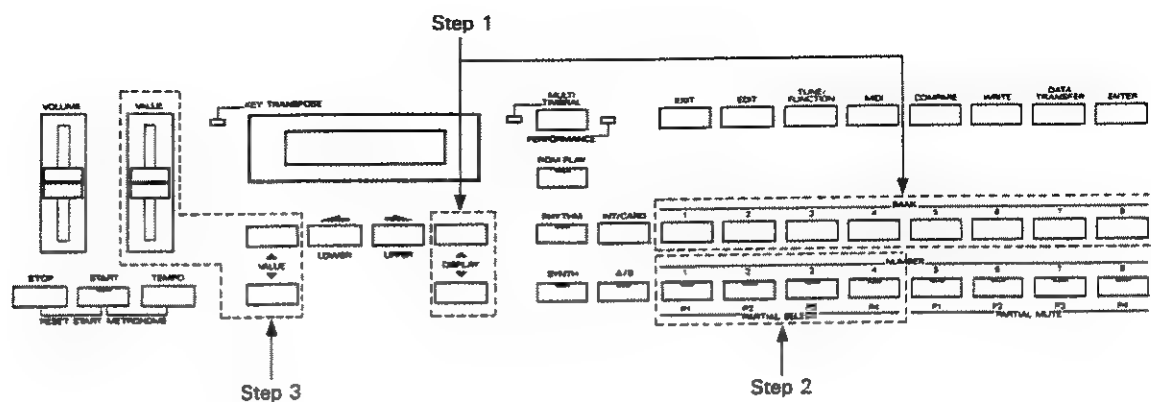 Step 1
VOLUME VALUE KEY TRANSPOSE MULTI TIMBRAL EXIT EDIT TUNE/FUNCTION MIDI COMPARE WRITE DATA TRANSFER ENTER
PERFORMANCE
ROM PLAY
BANK
RHYTHM INT/CARD 1 2 3 4 5 6 7 8
VALUE LOWER UPPER DISPLAY
NUMBER
STOP START TEMPO SYNTH A/B 1 2 3 4 5 6 7 8
RESET START METRONOME P1 P2 P4 P1 P2 P3 P4
PARTIAL PARTIAL MUTE
Step 3
Step 2